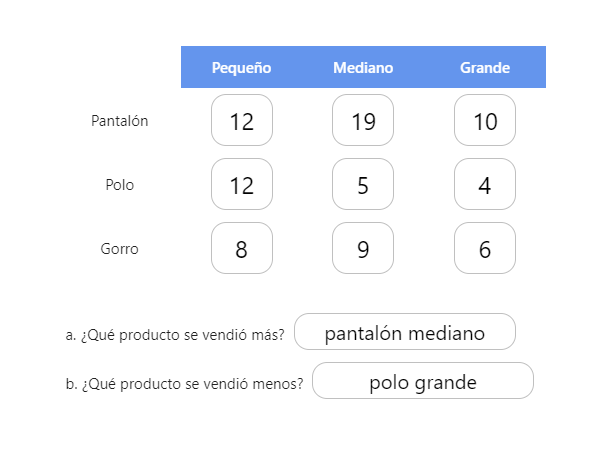 Pequeño Mediano Grande
Pantalón 12 19 10
Polo 12 5 4
Gorro 8 9 6
a. ¿Qué producto se vendió más? pantalón mediano
b. ¿Qué producto se vendió menos? polo grande